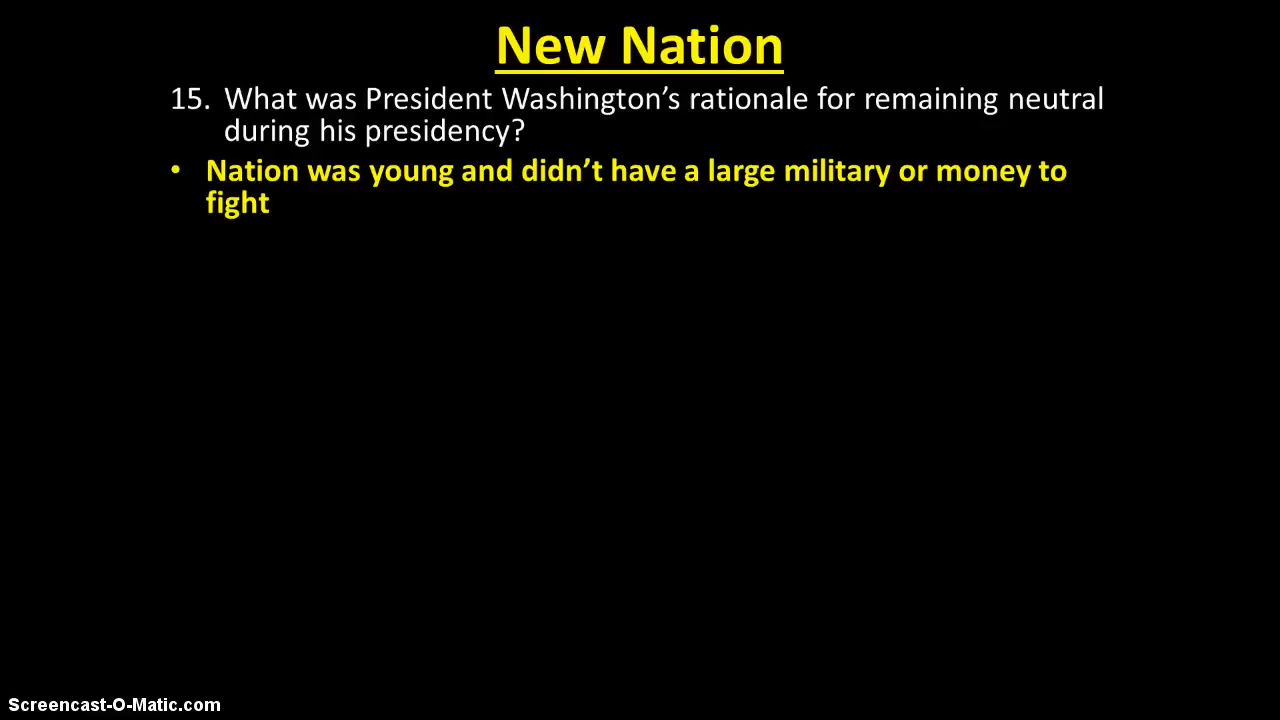 New Nation
15. What was President Washington’s rationale for remaining neutral
during his presidency?
• Nation was young and didn’t have a large military or money to
fight
Screencast-O-Matic.com